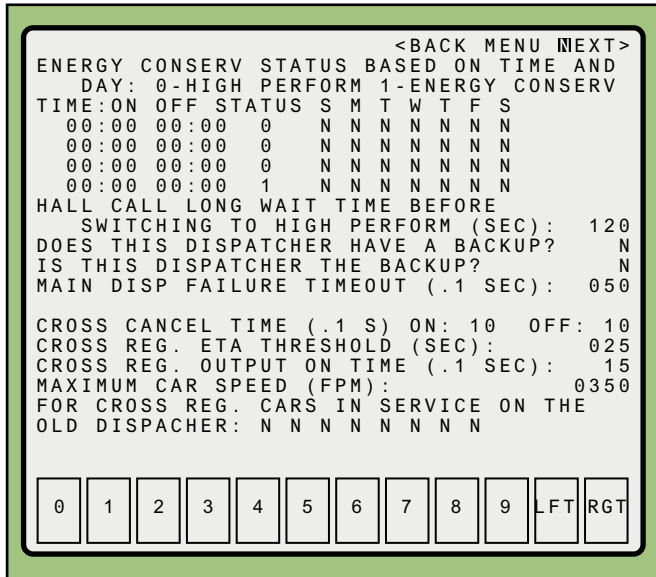 <BACK MENU NEXT>
ENERGY CONSERV STATUS BASED ON TIME AND
DAY: 0-HIGH PERFORM 1-ENERGY CONSERV
TIME:ON OFF STATUS S M T W T F S
00:00 00:00 0 N N N N N N N
00:00 00:00 0 N N N N N N N
00:00 00:00 0 N N N N N N N
00:00 00:00 1 N N N N N N N
HALL CALL LONG WAIT TIME BEFORE
SWITCHING TO HIGH PERFORM (SEC): 120
DOES THIS DISPATCHER HAVE A BACKUP? N
IS THIS DISPATCHER THE BACKUP? N
MAIN DISP FAILURE TIMEOUT (.1 SEC): 050
CROSS CANCEL TIME (.1 S) ON: 10 OFF: 10
CROSS REG. ETA THRESHOLD (SEC): 025
CROSS REG. OUTPUT ON TIME (.1 SEC): 15
MAXIMUM CAR SPEED (FPM): 0350
FOR CROSS REG. CARS IN SERVICE ON THE
OLD DISPACHER: N N N N N N N N
0 1 2 3 4 5 6 7 8 9 LFT RGT